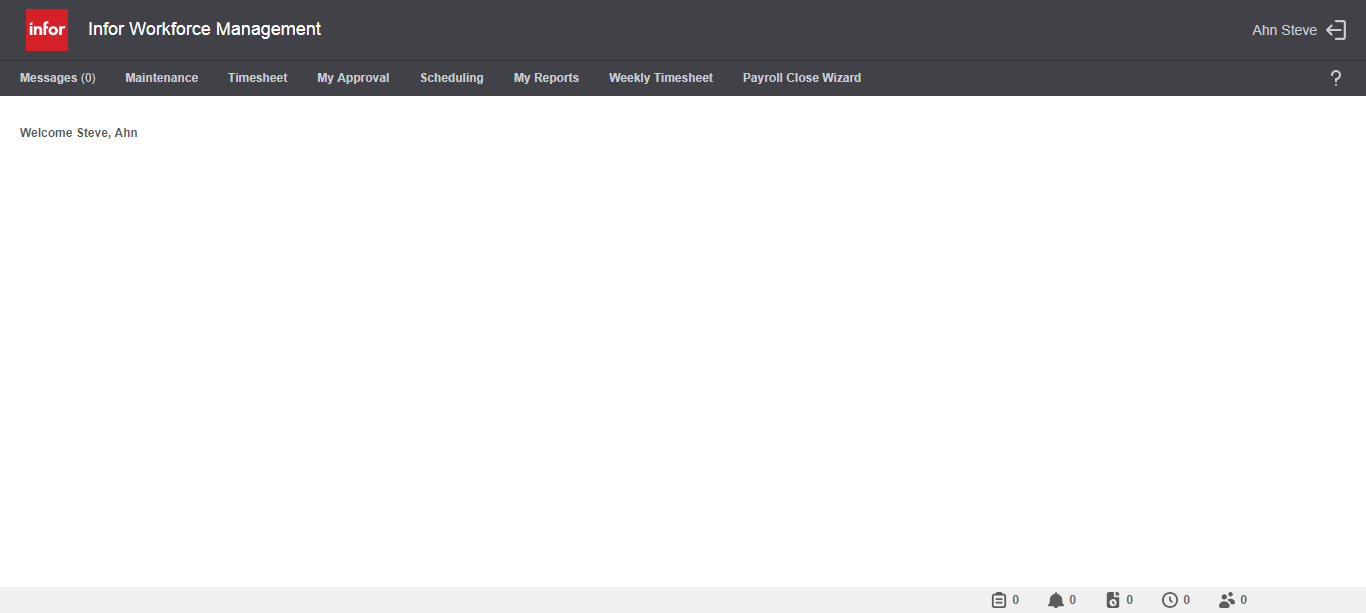 infor Infor Workforce Management Ahn Steve
Messages (0) Maintenance Timesheet My Approval Scheduling My Reports Weekly Timesheet Payroll Close Wizard ?
Welcome Steve, Ahn
0 0 0 0 0